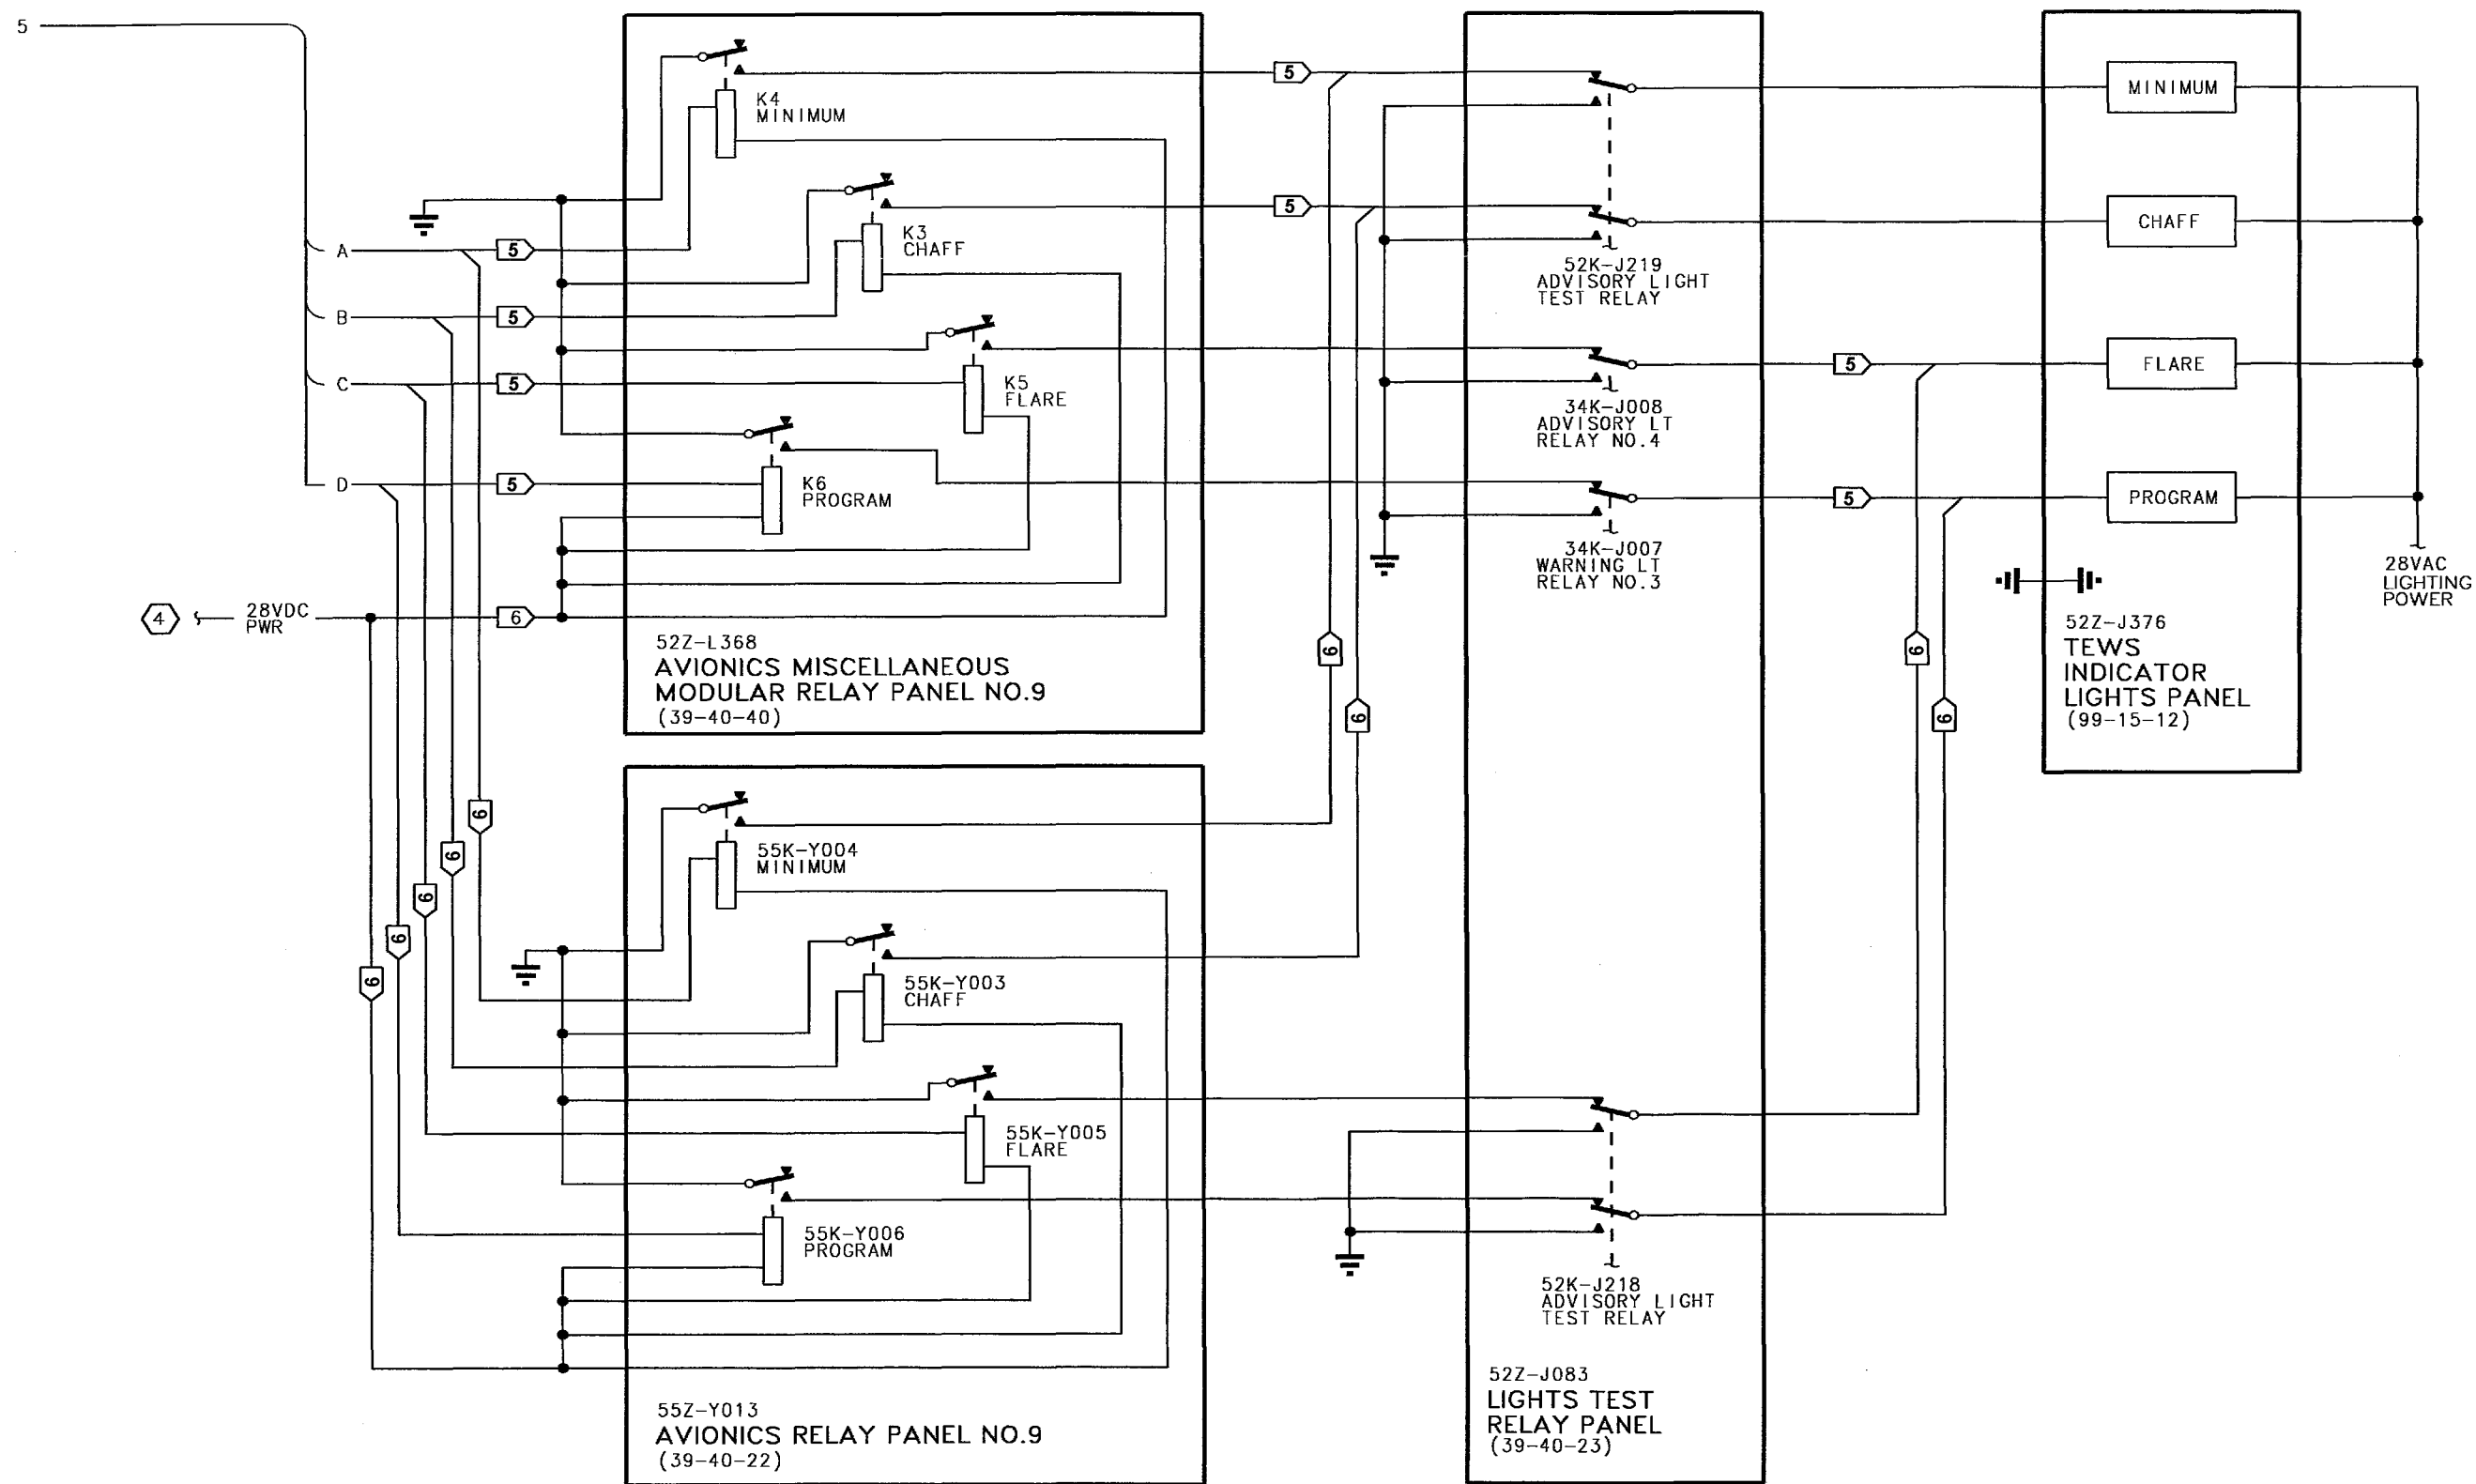 5
A
B
C
D
5
5
5
5
4
28VDC
PWR
6
K4
MINIMUM
K3
CHAFF
K5
FLARE
K6
PROGRAM
52Z-L368
AVIONICS MISCELLANEOUS
MODULAR RELAY PANEL NO.9
(39-40-40)
5
5
6
6
52K-J219
ADVISORY LIGHT
TEST RELAY
34K-J008
ADVISORY LT
RELAY NO.4
34K-J007
WARNING LT
RELAY NO.3
5
5
6
6
MINIMUM
CHAFF
FLARE
PROGRAM
28VAC
LIGHTING
POWER
52Z-J376
TEWS
INDICATOR
LIGHTS PANEL
(99-15-12)
6
6
6
6
6
55K-Y004
MINIMUM
55K-Y003
CHAFF
55K-Y005
FLARE
55K-Y006
PROGRAM
55Z-Y013
AVIONICS RELAY PANEL NO.9
(39-40-22)
52K-J218
ADVISORY LIGHT
TEST RELAY
52Z-J083
LIGHTS TEST
RELAY PANEL
(39-40-23)